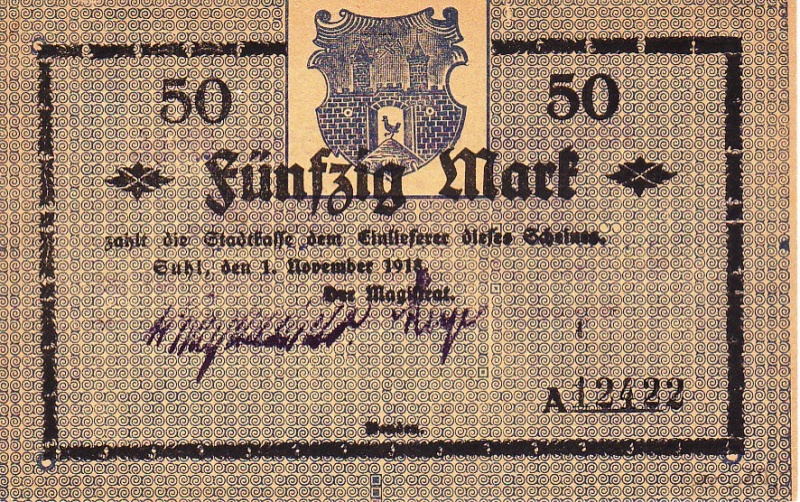 50 50
Fünfzig Mark
zahlt die Stadtkasse dem Einlieferer dieses Scheines.
Suhl, den 1. November 1918.
Der Magistrat.
A 12422